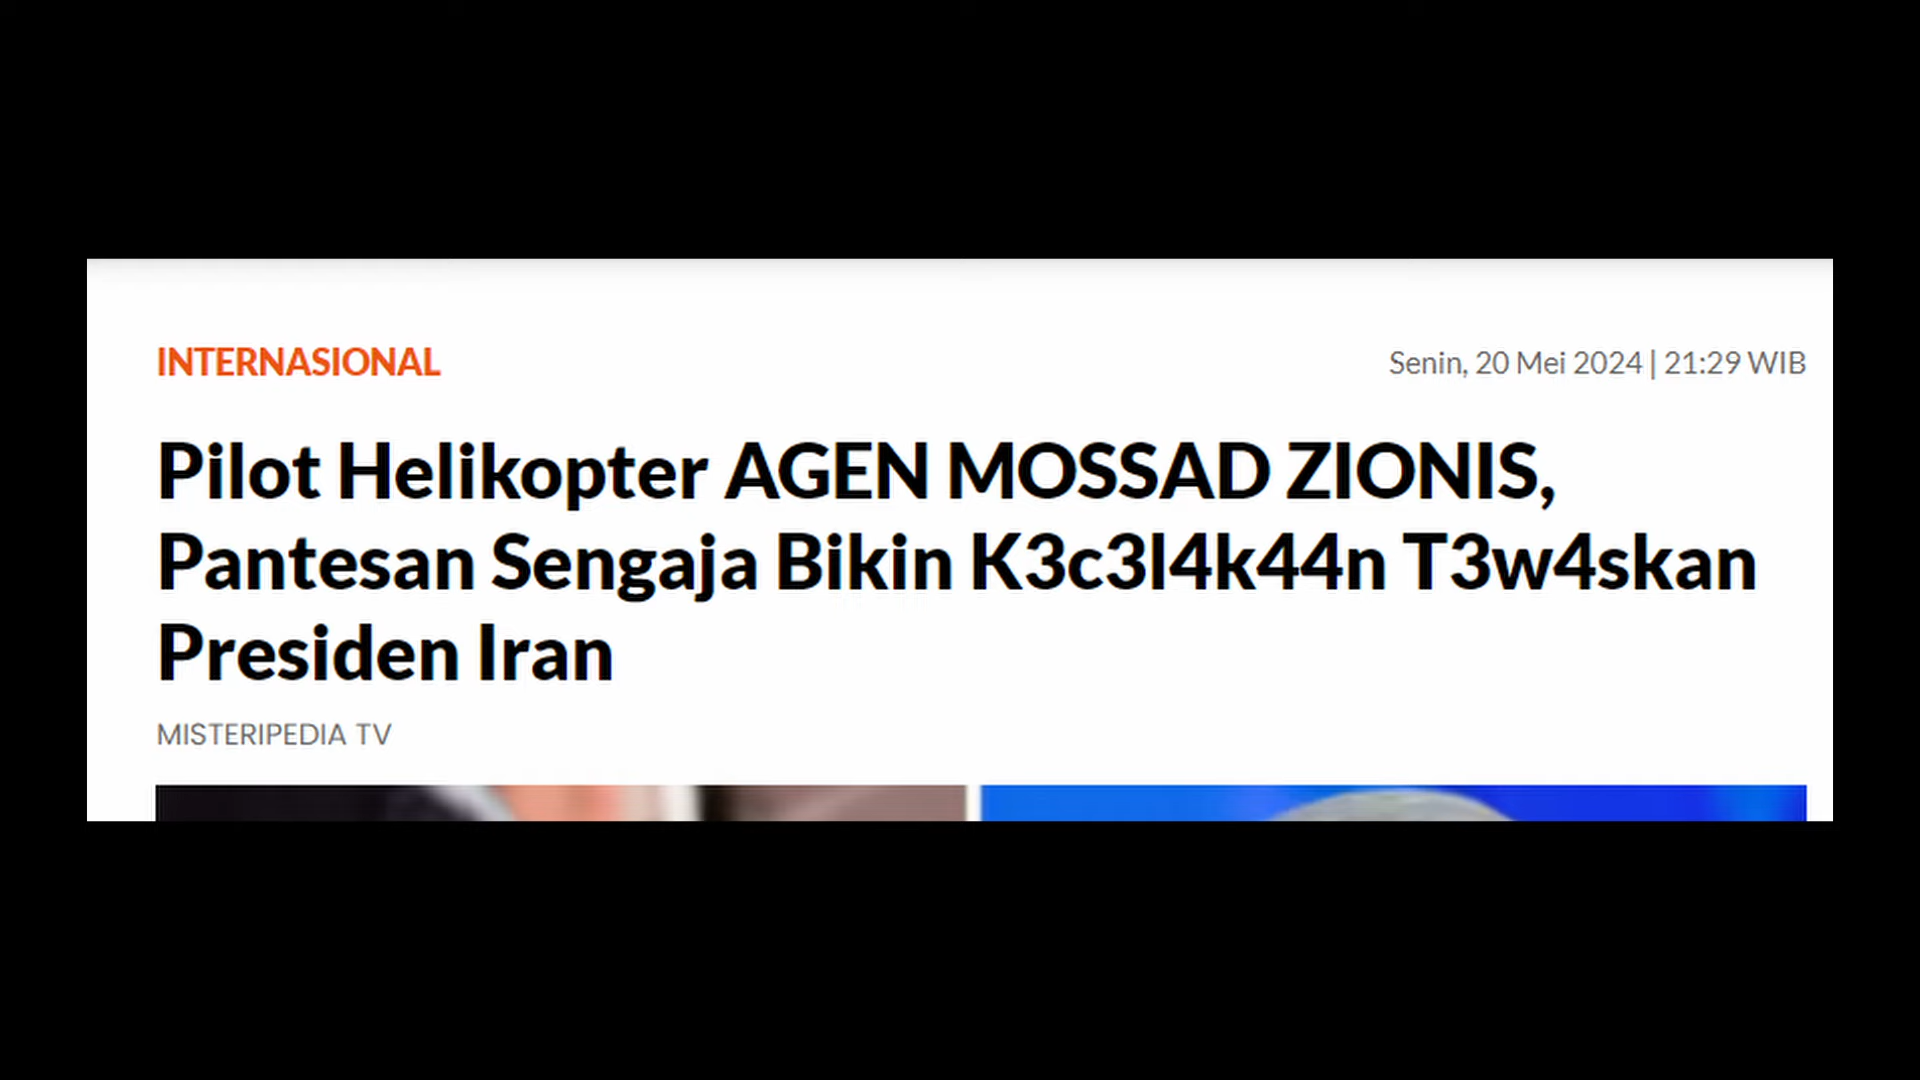 INTERNASIONAL
Senin, 20 Mei 2024 | 21:29 WIB
Pilot Helikopter AGEN MOSSAD ZIONIS,
Pantesan Sengaja Bikin K3c3l4k44n T3w4skan
Presiden Iran
MISTERIPEDIA TV